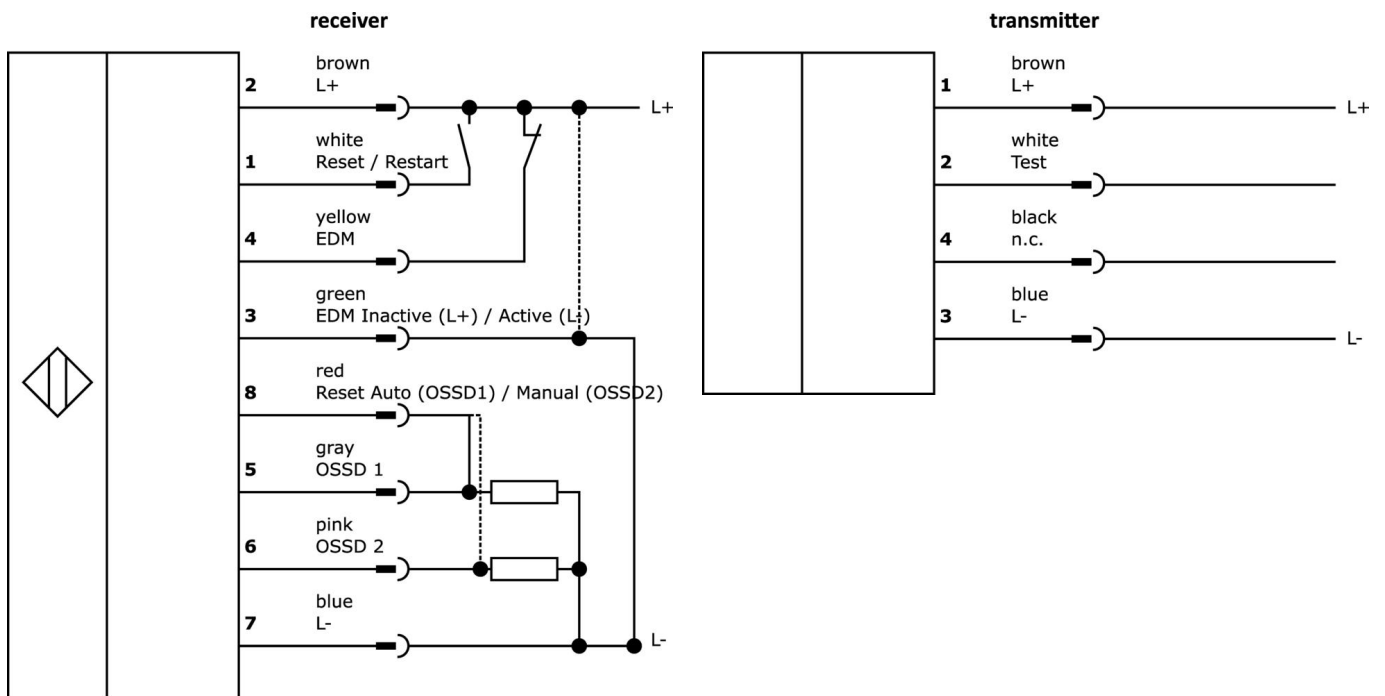 receiver
brown
2 L+
L+
white
1 Reset / Restart
yellow
4 EDM
green
3 EDM Inactive (L+) / Active (L-)
red
8 Reset Auto (OSSD1) / Manual (OSSD2)
gray
5 OSSD 1
pink
6 OSSD 2
blue
7 L-
L-
transmitter
brown
1 L+
L+
white
2 Test
black
4 n.c.
blue
3 L-
L-